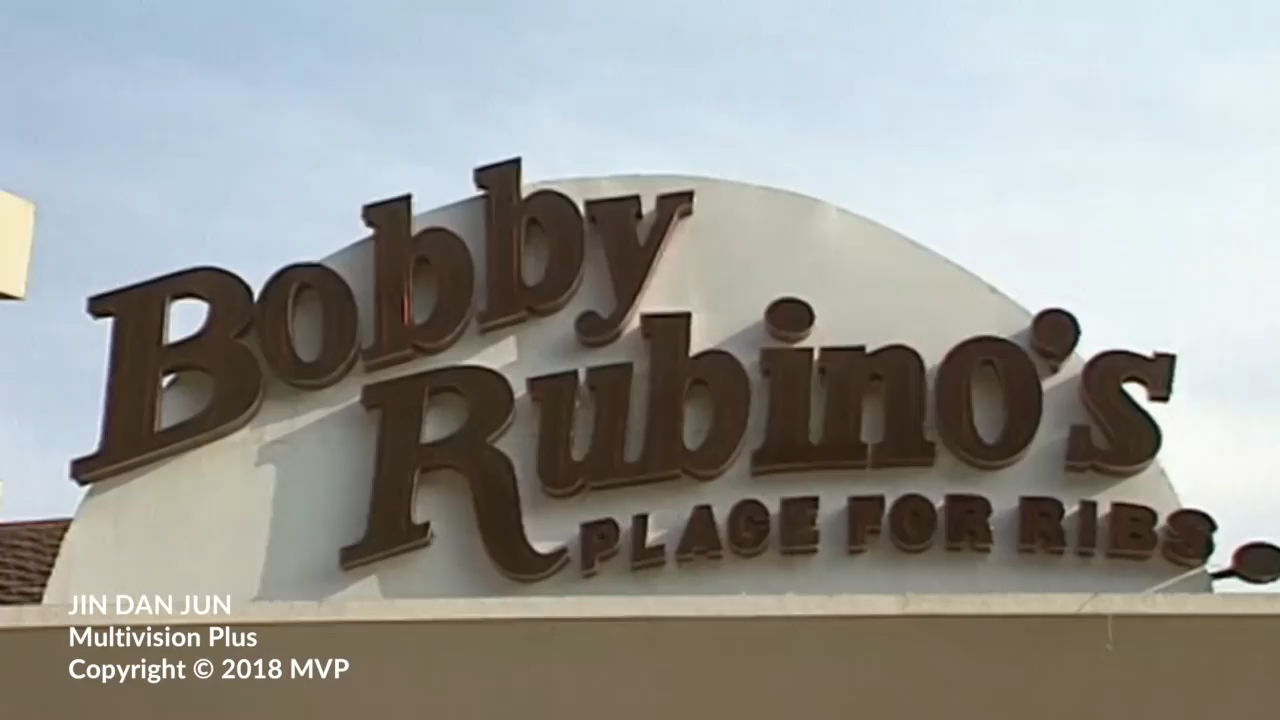 Bobby
Rubino's
PLACE FOR RIBS
JIN DAN JUN
Multivision Plus
Copyright © 2018 MVP